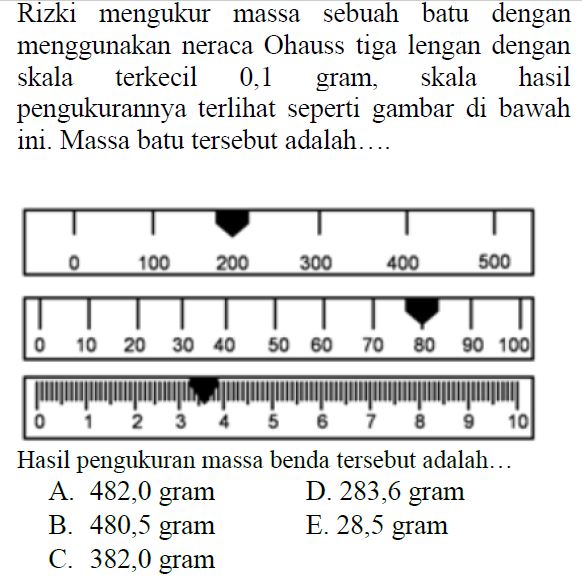 Rizki mengukur massa sebuah batu dengan
menggunakan neraca Ohauss tiga lengan dengan
skala terkecil 0,1 gram, skala hasil
pengukurannya terlihat seperti gambar di bawah
ini. Massa batu tersebut adalah….
0 100 200 300 400 500
0 10 20 30 40 50 60 70 80 90 100
0 1 2 3 4 5 6 7 8 9 10
Hasil pengukuran massa benda tersebut adalah…
A. 482,0 gram D. 283,6 gram
B. 480,5 gram E. 28,5 gram
C. 382,0 gram